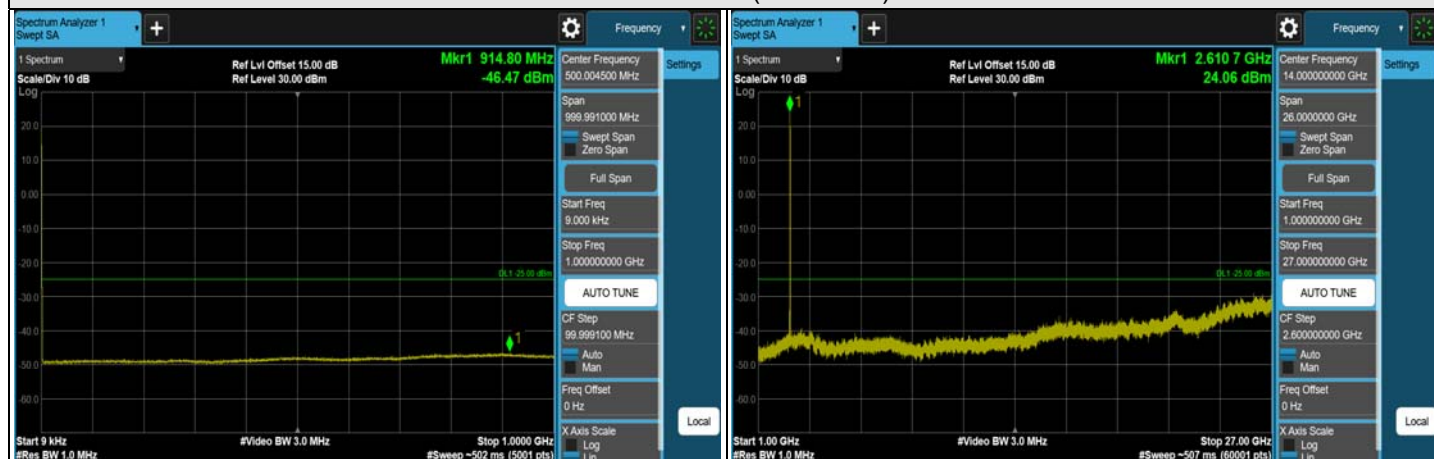 Spectrum Analyzer 1
Swept SA
+
Frequency
1 Spectrum
Scale/Div 10 dB
Log
Ref Lvl Offset 15.00 dB
Ref Level 30.00 dBm
Mkr1 914.80 MHz
-46.47 dBm
20.0
10.0
0.00
-10.0
-20.0
-30.0
-40.0
-50.0
-60.0
DL1 -25.00 dBm
1
Start 9 kHz
#Res BW 1.0 MHz
#Video BW 3.0 MHz
Stop 1.0000 GHz
#Sweep ~502 ms (5001 pts)
Center Frequency
500.004500 MHz
Settings
Span
999.991000 MHz
Swept Span
Zero Span
Full Span
Start Freq
9.000 kHz
Stop Freq
1.000000000 GHz
AUTO TUNE
CF Step
99.999100 MHz
Auto
Man
Freq Offset
0 Hz
X Axis Scale
Log
Lin
Local
Spectrum Analyzer 1
Swept SA
+
Frequency
1 Spectrum
Scale/Div 10 dB
Log
Ref Lvl Offset 15.00 dB
Ref Level 30.00 dBm
Mkr1 2.610 7 GHz
24.06 dBm
1
20.0
10.0
0.00
-10.0
-20.0
-30.0
-40.0
-50.0
-60.0
DL1 -25.00 dBm
Start 1.00 GHz
#Res BW 1.0 MHz
#Video BW 3.0 MHz
Stop 27.00 GHz
#Sweep ~507 ms (60001 pts)
Center Frequency
14.000000000 GHz
Settings
Span
26.0000000 GHz
Swept Span
Zero Span
Full Span
Start Freq
1.000000000 GHz
Stop Freq
27.000000000 GHz
AUTO TUNE
CF Step
2.600000000 GHz
Auto
Man
Freq Offset
0 Hz
X Axis Scale
Log
Lin
Local